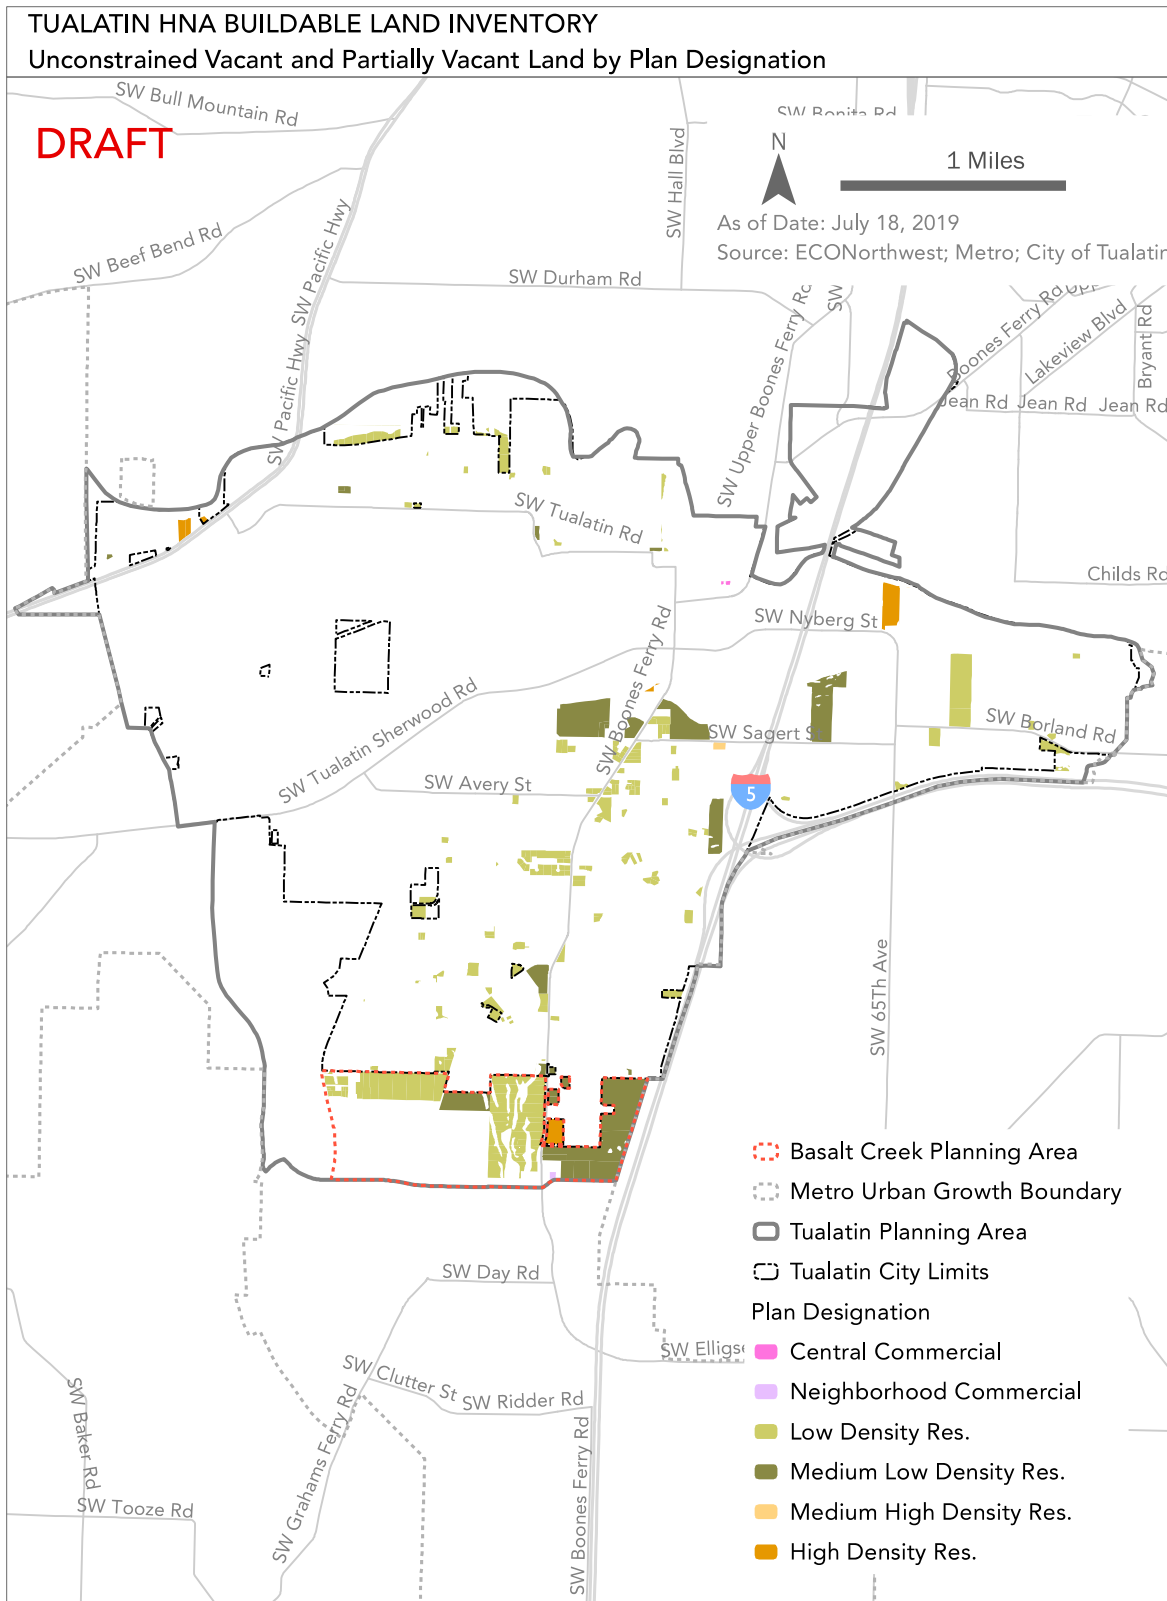 TUALATIN HNA BUILDABLE LAND INVENTORY
Unconstrained Vacant and Partially Vacant Land by Plan Designation
DRAFT
SW Bull Mountain Rd
SW Bonita Rd
N
1 Miles
SW Hall Blvd
As of Date: July 18, 2019
Source: ECONorthwest; Metro; City of Tualatin
SW Beef Bend Rd
SW Pacific Hwy
SW Durham Rd
SW
SW Pacific Hwy
SW Upper Boones Ferry Rd
Boones Ferry Rd
Upp
Lakeview Blvd
Bryant Rd
Jean Rd
Jean Rd
Jean Rd
SW Tualatin Rd
Childs Rd
SW Nyberg St
SW Boones Ferry Rd
SW Tualatin Sherwood Rd
SW Sagert S
SW Borland Rd
SW Avery St
5
SW 65Th Ave
Basalt Creek Planning Area
Metro Urban Growth Boundary
Tualatin Planning Area
Tualatin City Limits
Plan Designation
Central Commercial
Neighborhood Commercial
Low Density Res.
Medium Low Density Res.
Medium High Density Res.
High Density Res.
SW Day Rd
SW Elligs
SW Clutter St
SW Ridder Rd
SW Baker Rd
SW Grahams Ferry Rd
SW Boones Ferry Rd
SW Tooze Rd